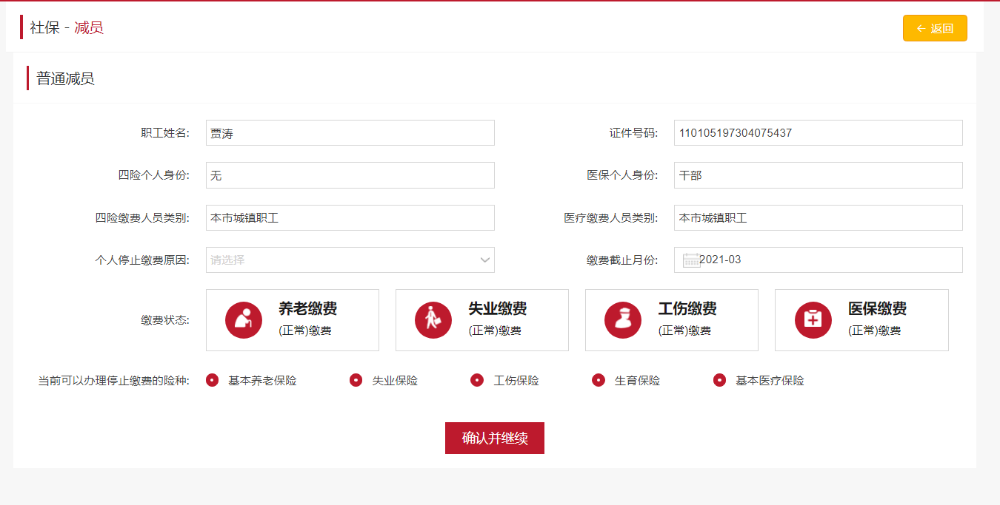 社保 - 减员
← 返回
普通减员
职工姓名: 贾涛 证件号码: 110105197304075437
四险个人身份: 无 医保个人身份: 干部
四险缴费人员类别: 本市城镇职工 医疗缴费人员类别: 本市城镇职工
个人停止缴费原因: 请选择 缴费截止月份: 2021-03
缴费状态: 养老缴费 失业缴费 工伤缴费 医保缴费
(正常)缴费 (正常)缴费 (正常)缴费 (正常)缴费
当前可以办理停止缴费的险种: 基本养老保险 失业保险 工伤保险 生育保险 基本医疗保险
确认并继续